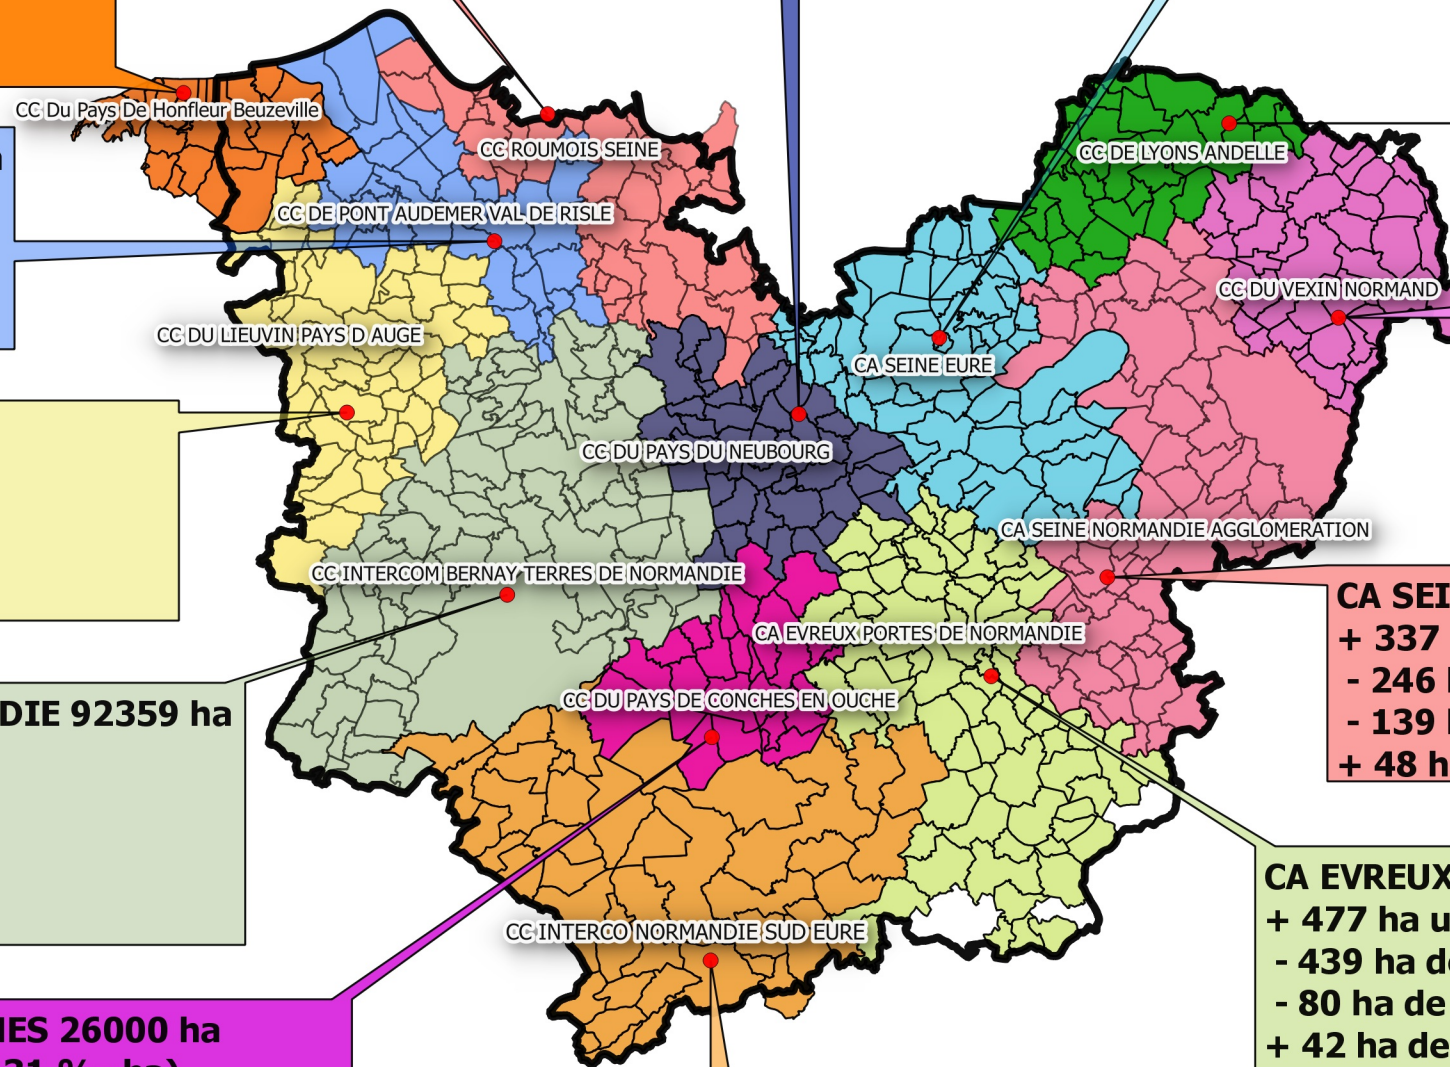 CC Du Pays De Honfleur Beuzeville
CC ROUMOIS SEINE
CC DE LYONS ANDELLE
CC DE PONT AUDEMER VAL DE RISLE
CC DU VEXIN NORMAND
CC DU LIEUVIN PAYS D AUGE
CA SEINE EURE
CC DU PAYS DU NEUBOURG
CA SEINE NORMANDIE AGGLOMERATION
CC INTERCOM BERNAY TERRES DE NORMANDIE
CA SEI
+ 337
- 246
- 139
+ 48 h
CA EVREUX PORTES DE NORMANDIE
CC DU PAYS DE CONCHES EN OUCHE
DIE 92359 ha
CA EVREUX
+ 477 ha u
- 439 ha d
- 80 ha de
+ 42 ha de
CC INTERCO NORMANDIE SUD EURE
IES 26000 ha